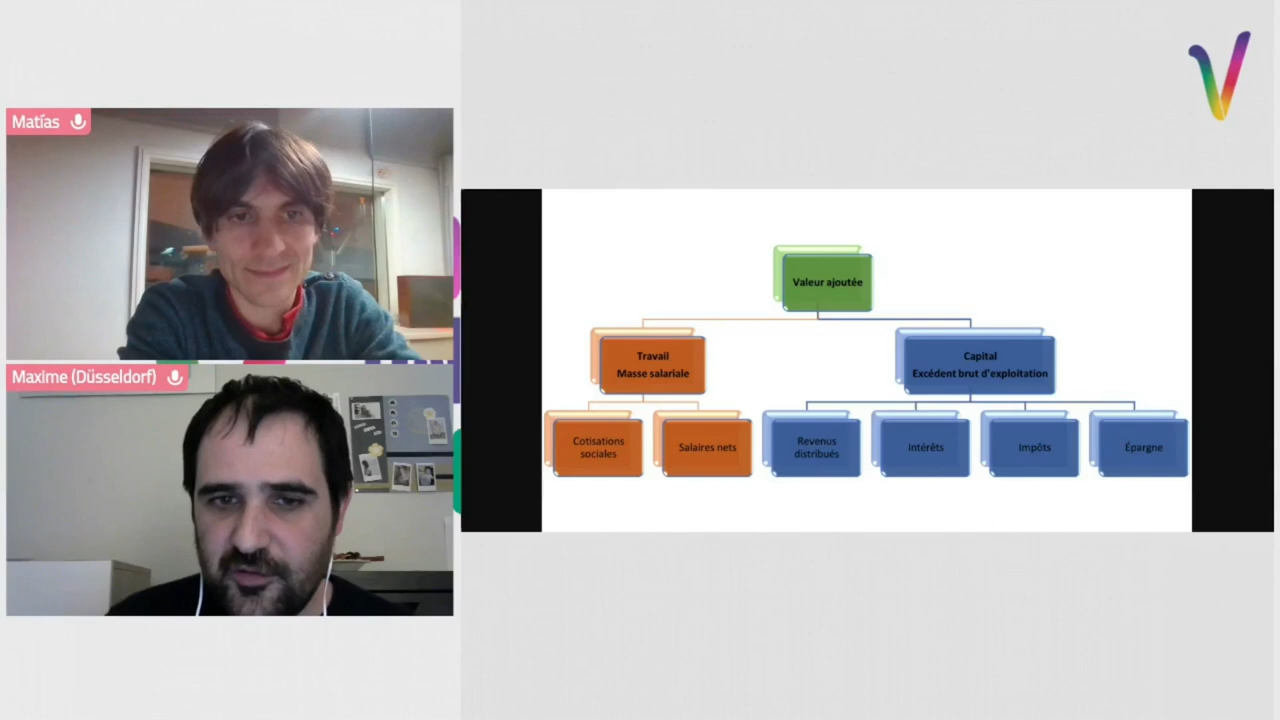 Matías
Maxime (Düsseldorf)
Valeur ajoutée
Travail
Masse salariale
Capital
Excédent brut d'exploitation
Cotisations
sociales
Salaires nets
Revenus
distribués
Intérêts
Impôts
Épargne